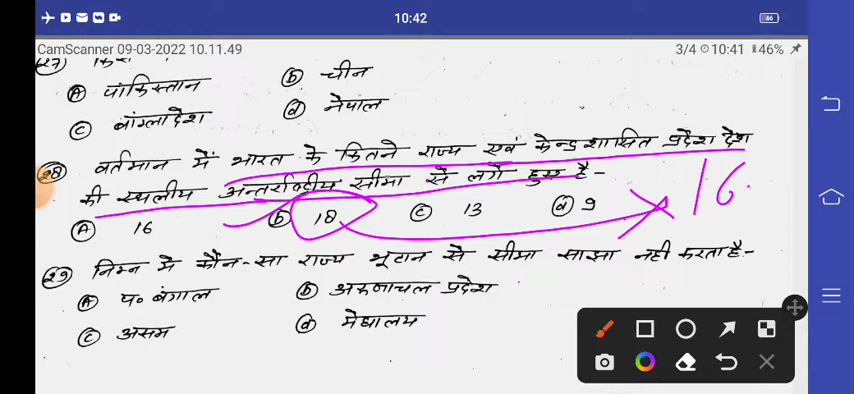 10:42
46
CamScanner 09-03-2022 10.11.49
3/4 10:41 46%
27)
A पाकिस्तान
b चीन
C बांग्लादेश
d नेपाल
28 वर्तमान में भारत के कितने राज्य एवं केन्द्रशासित प्रदेश देश
की स्थलीय अन्तर्राष्ट्रीय सीमा से लगे हुए है-
A 16
b 18
C 13
d 9
16.
29 निम्न मे कौन-सा राज्य भूटान से सीमा साझा नही करता है-
A प० बंगाल
b अरुणाचल प्रदेश
C असम
d मेघालय